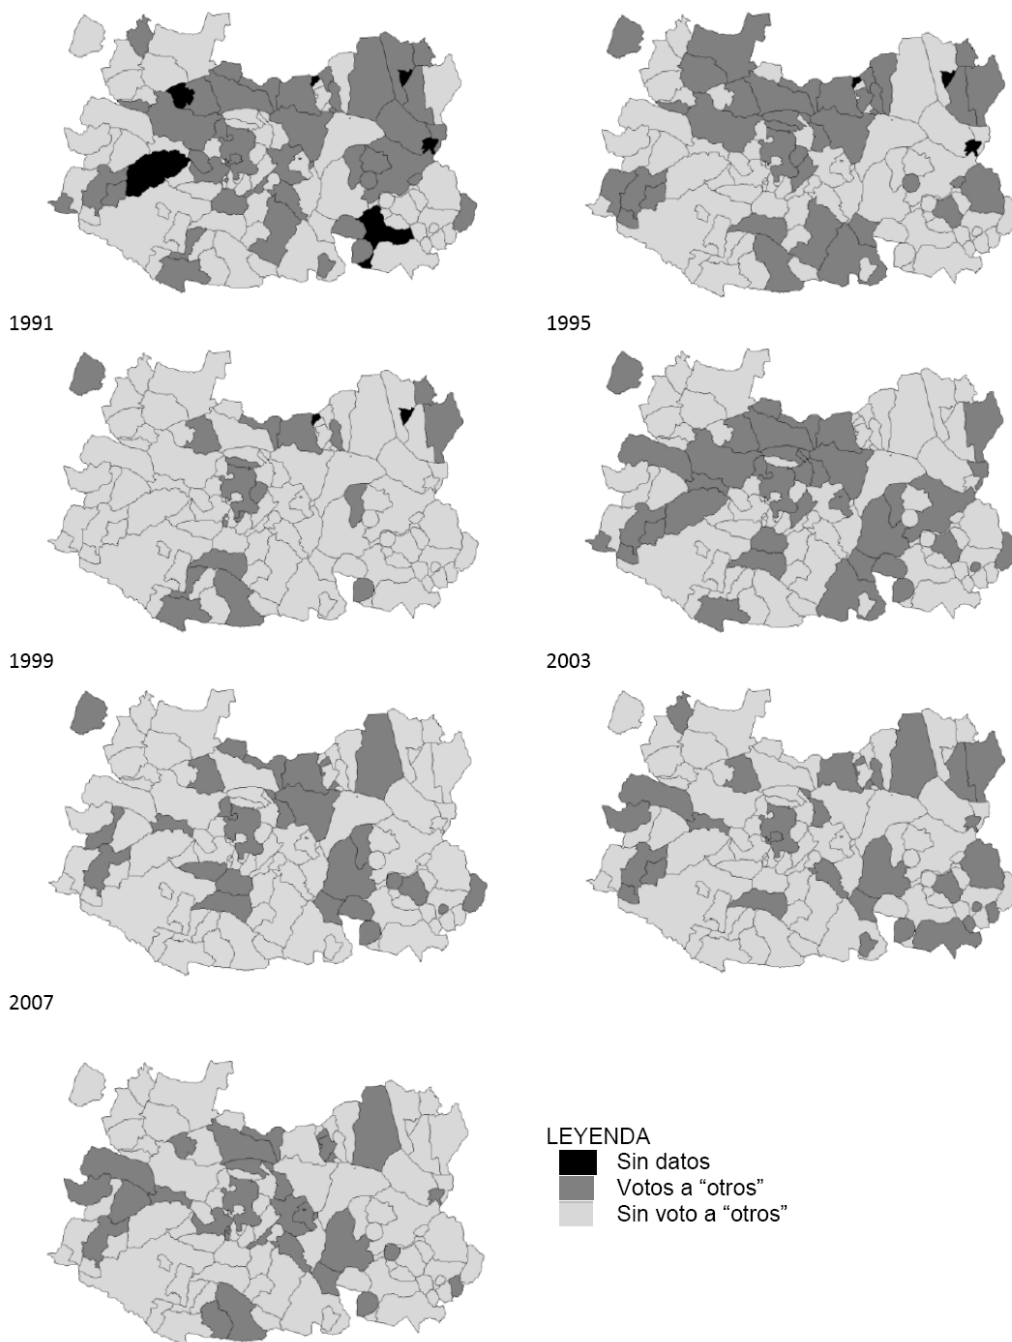 1991
1995
1999
2003
2007
LEYENDA
Sin datos
Votos a “otros”
Sin voto a “otros”